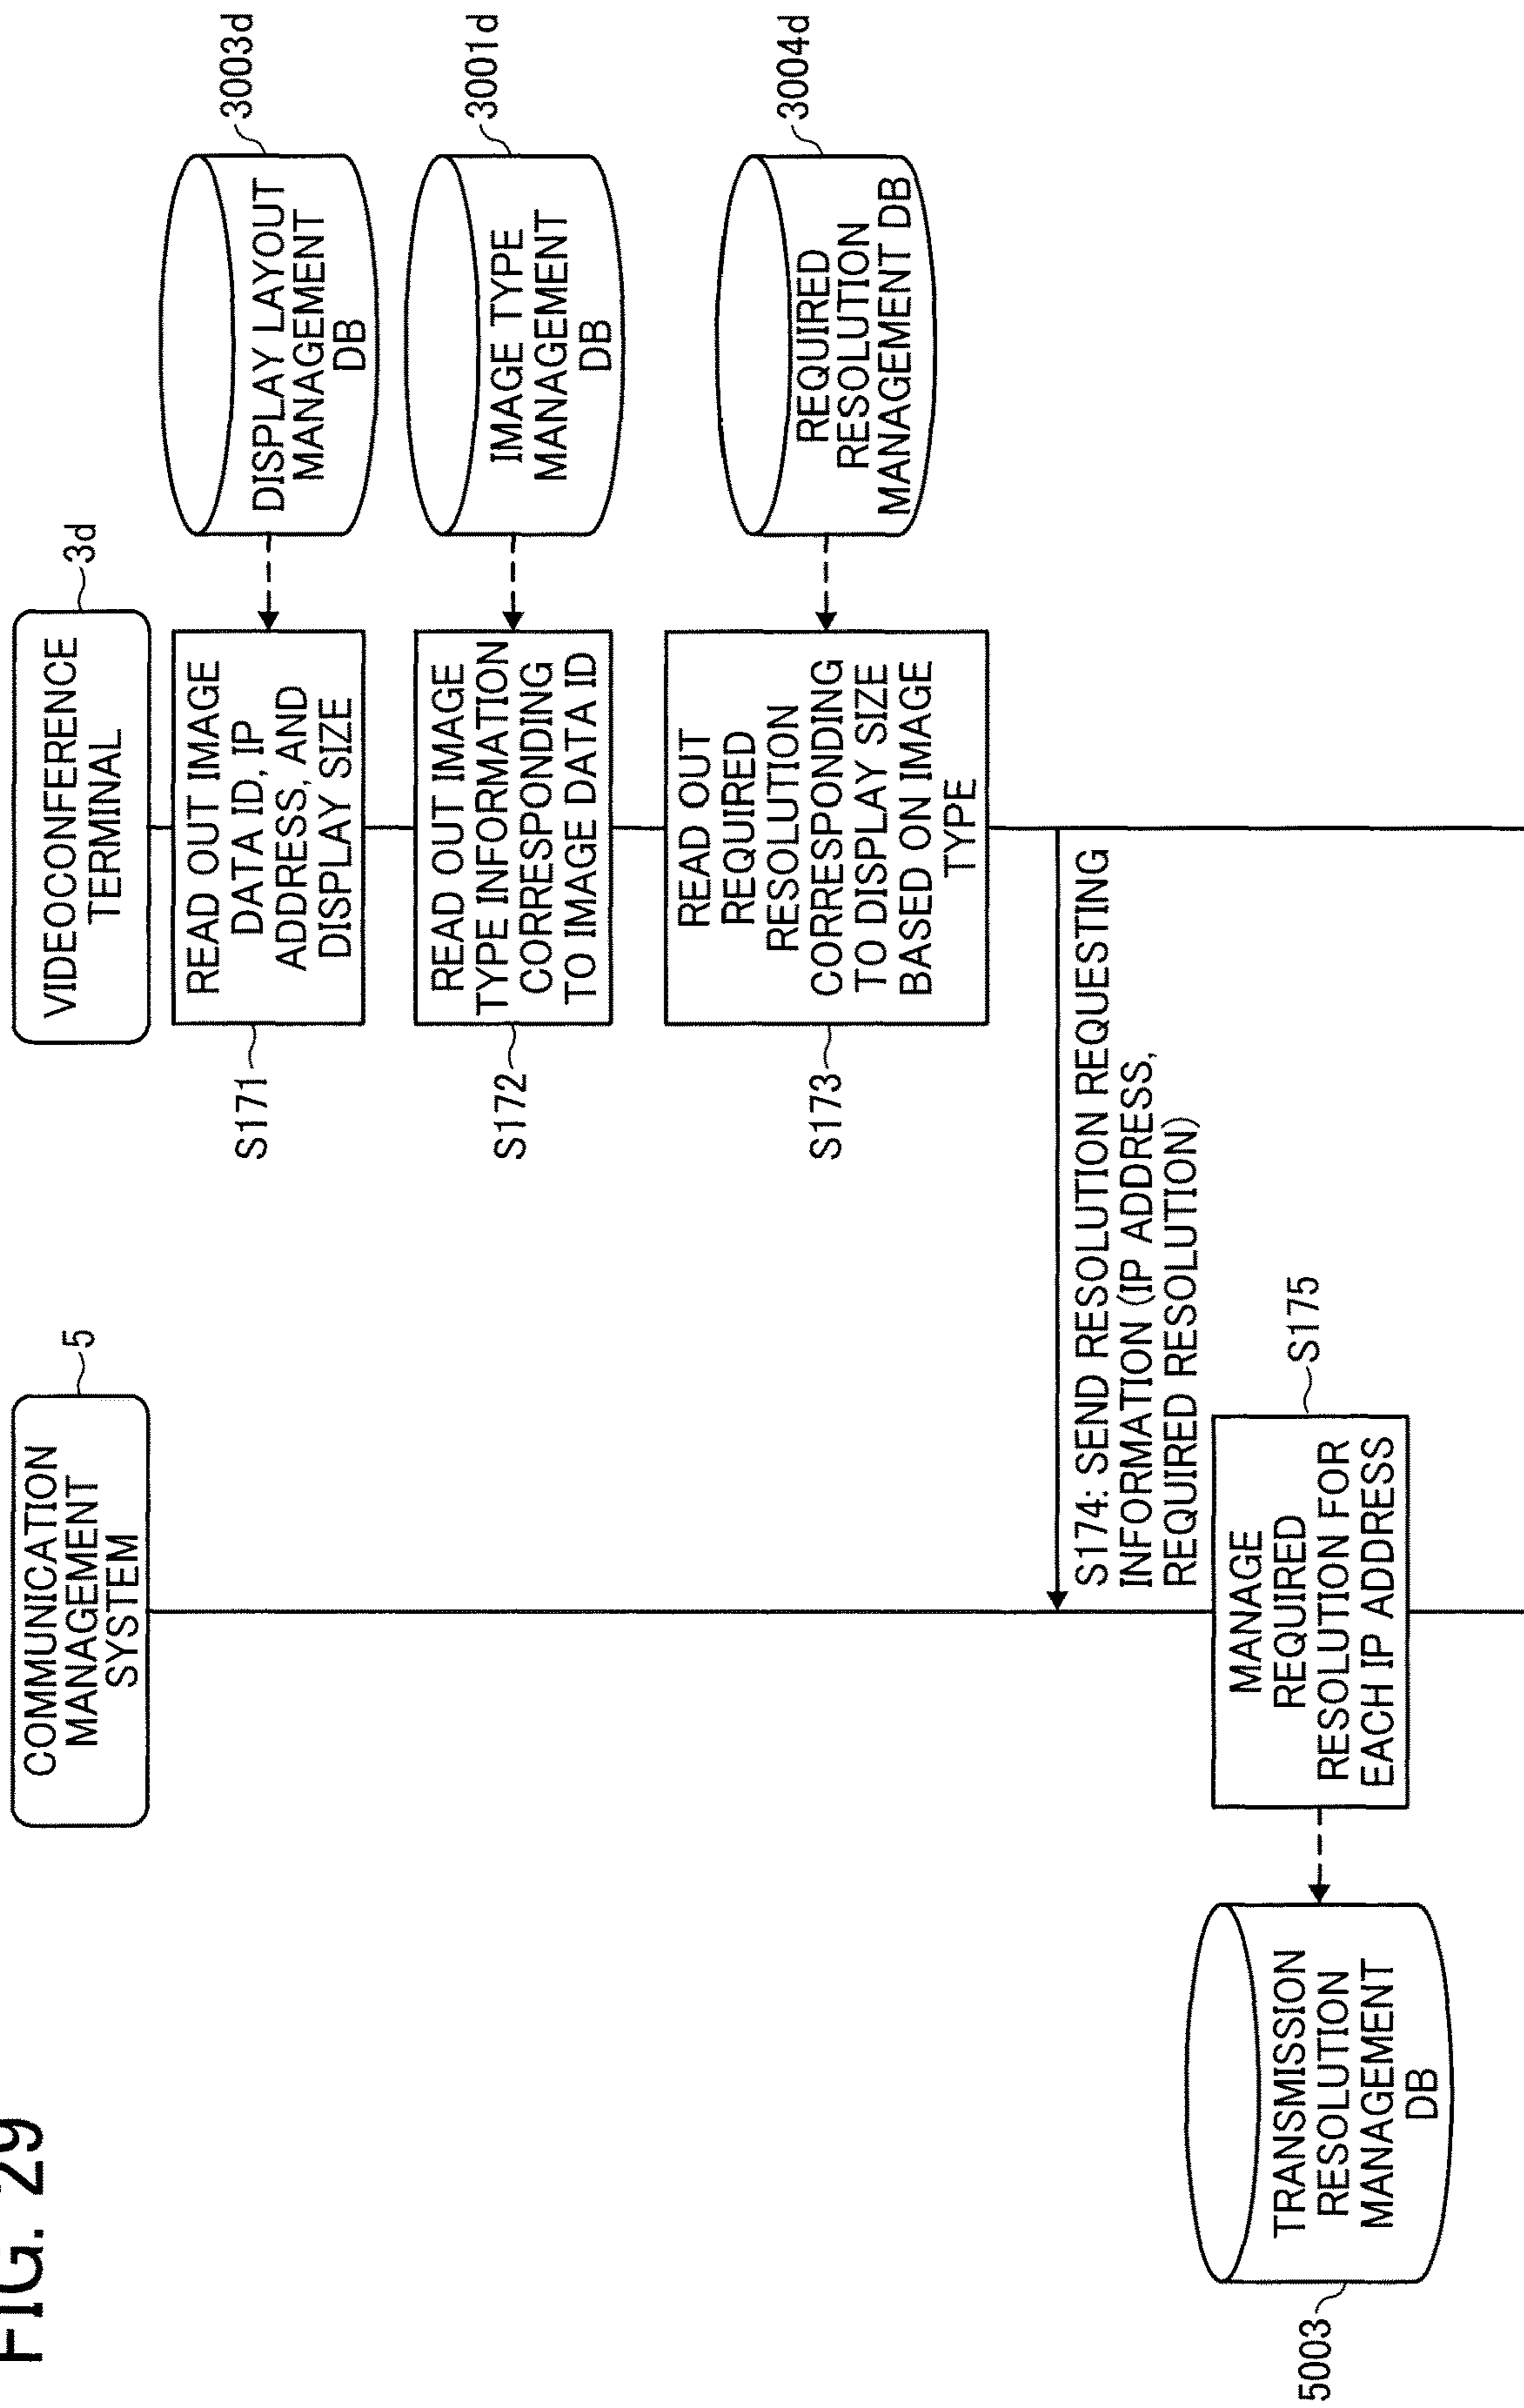 FIG. 29
COMMUNICATION
MANAGEMENT
SYSTEM
5
VIDEOCONFERENCE
TERMINAL
3d
S171
READ OUT IMAGE
DATA ID, IP
ADDRESS, AND
DISPLAY SIZE
DISPLAY LAYOUT
MANAGEMENT
DB
3003d
S172
READ OUT IMAGE
TYPE INFORMATION
CORRESPONDING
TO IMAGE DATA ID
IMAGE TYPE
MANAGEMENT
DB
3001d
S173
READ OUT
REQUIRED
RESOLUTION
CORRESPONDING
TO DISPLAY SIZE
BASED ON IMAGE
TYPE
REQUIRED
RESOLUTION
MANAGEMENT DB
3004d
S174: SEND RESOLUTION REQUESTING
INFORMATION (IP ADDRESS,
REQUIRED RESOLUTION)
5003
TRANSMISSION
RESOLUTION
MANAGEMENT
DB
MANAGE
REQUIRED
RESOLUTION FOR
EACH IP ADDRESS
S175